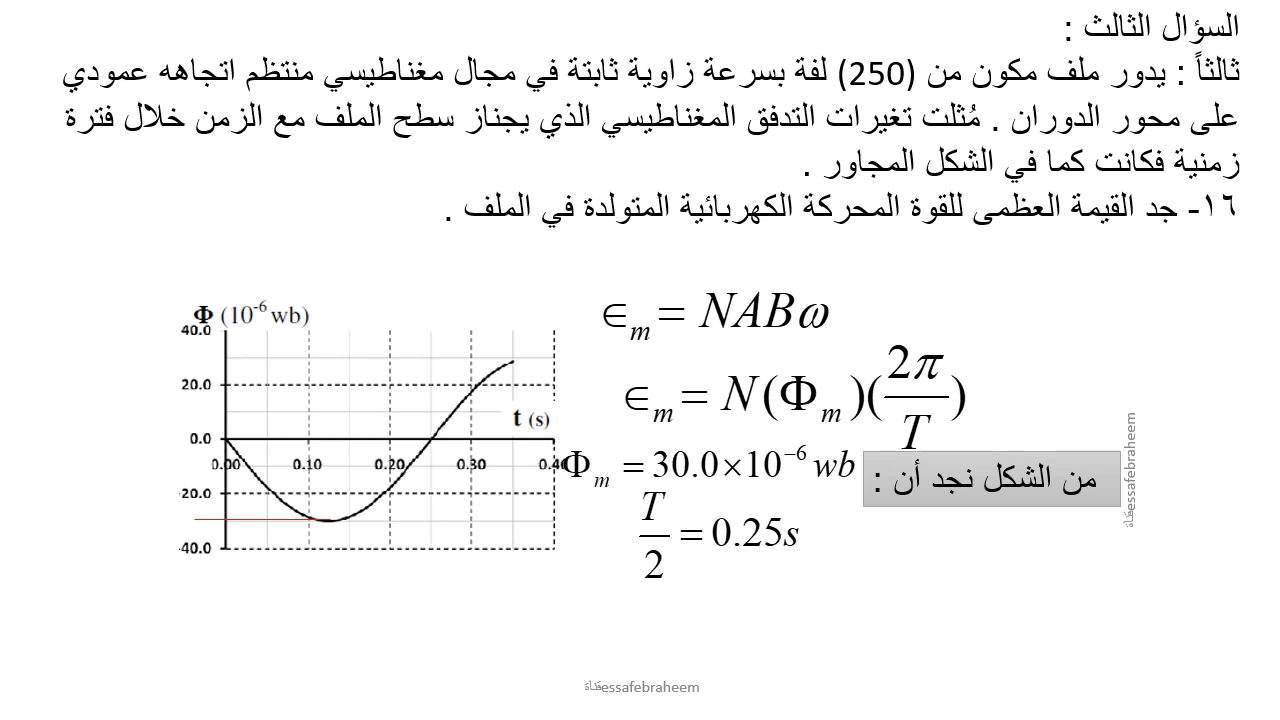 السؤال الثالث :
ثالثاً : يدور ملف مكون من (250) لفة بسرعة زاوية ثابتة في مجال مغناطيسي منتظم اتجاهه عمودي
على محور الدوران . مُثلت تغيرات التدفق المغناطيسي الذي يجناز سطح الملف مع الزمن خلال فترة
زمنية فكانت كما في الشكل المجاور .
١٦- جد القيمة العظمى للقوة المحركة الكهربائية المتولدة في الملف .
∈m = NABω
∈m = N(Φm)(2π/T)
Φm = 30.0×10⁻⁶ wb
من الشكل نجد أن :
T/2 = 0.25s
Φ (10⁻⁶ wb)
40.0
20.0
t (s)
0.0
0.00 0.10 0.20 0.30 0.40
-20.0
-40.0
قناة essafebraheem
قناة essafebraheem